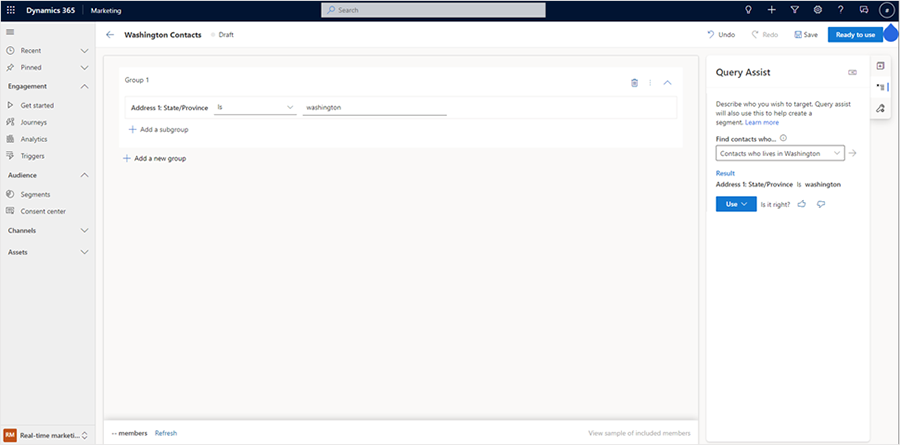 Dynamics 365 Marketing Search #
Recent
Pinned
Engagement
Get started
Journeys
Analytics
Triggers
Audience
Segments
Consent center
Channels
Assets
RM Real-time marketi...
Washington Contacts Draft Undo Redo Save Ready to use
Group 1
Address 1: State/Province Is washington
Add a subgroup
Add a new group
-- members Refresh View sample of included members
Query Assist
Describe who you wish to target. Query assist
will also use this to help create a
segment. Learn more
Find contacts who...
Contacts who lives in Washington
Result
Address 1: State/Province Is washington
Use Is it right?